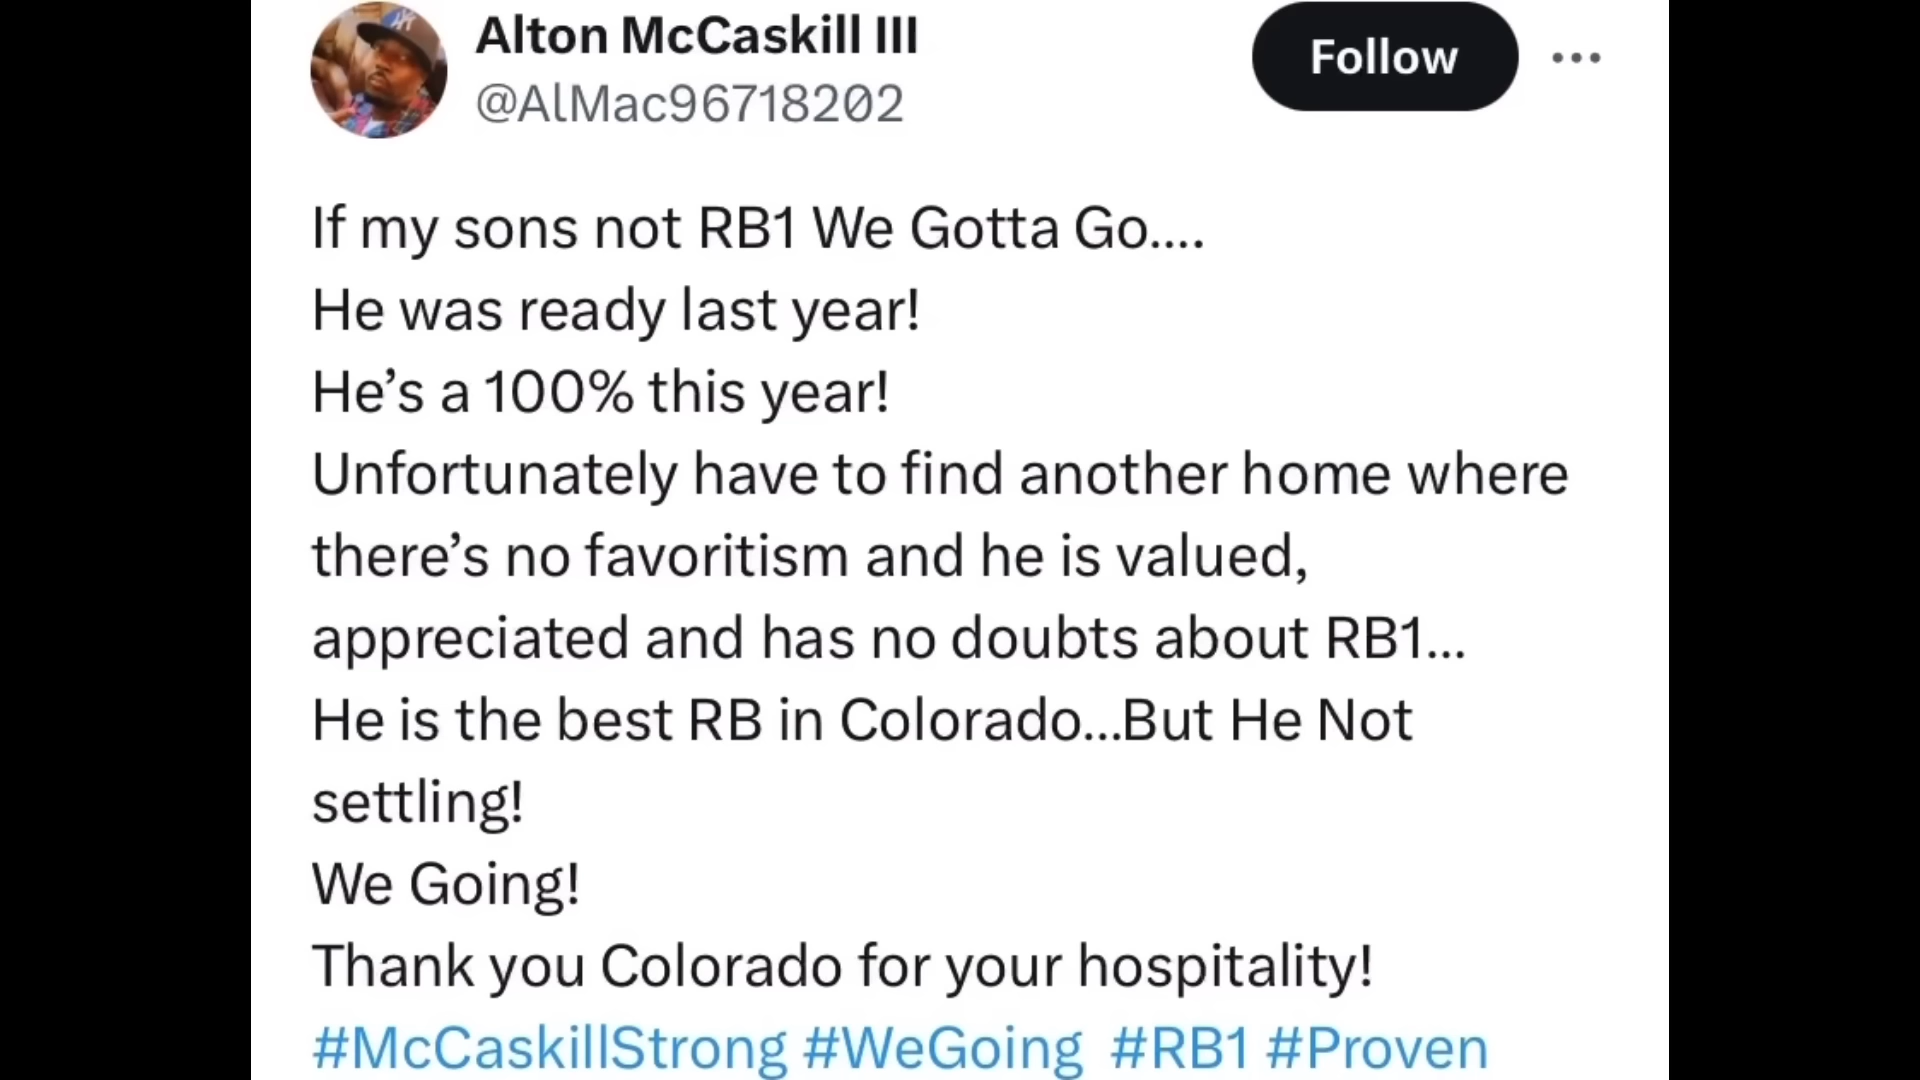 Alton McCaskill III
@AlMac96718202
Follow
If my sons not RB1 We Gotta Go....
He was ready last year!
He’s a 100% this year!
Unfortunately have to find another home where
there’s no favoritism and he is valued,
appreciated and has no doubts about RB1...
He is the best RB in Colorado...But He Not
settling!
We Going!
Thank you Colorado for your hospitality!
#McCaskillStrong #WeGoing #RB1 #Proven